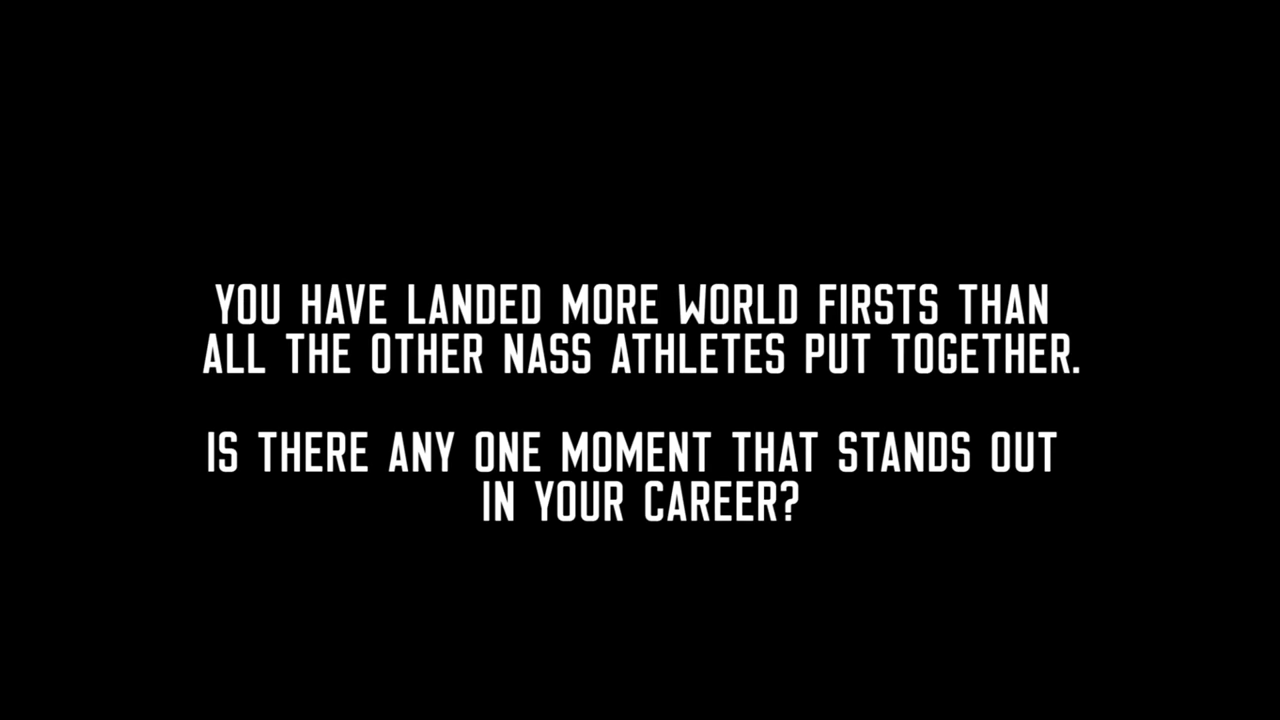 YOU HAVE LANDED MORE WORLD FIRSTS THAN
ALL THE OTHER NASS ATHLETES PUT TOGETHER.
IS THERE ANY ONE MOMENT THAT STANDS OUT
IN YOUR CAREER?